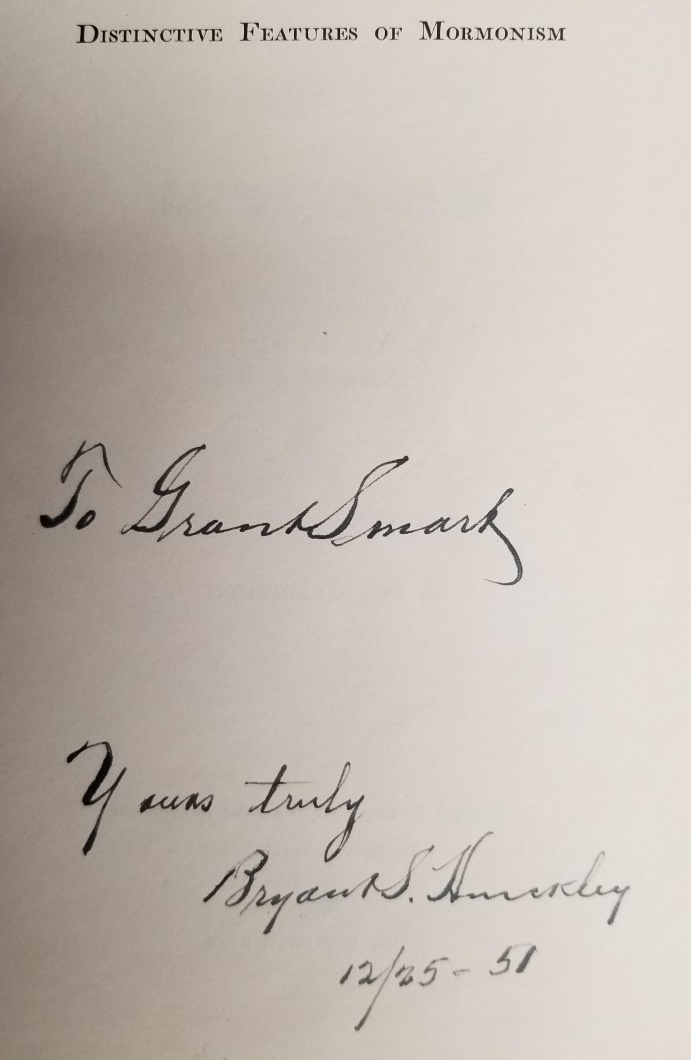 DISTINCTIVE FEATURES OF MORMONISM
To Grant Smark
Yours truly
Bryant S. Hinckley
12/25 - 51